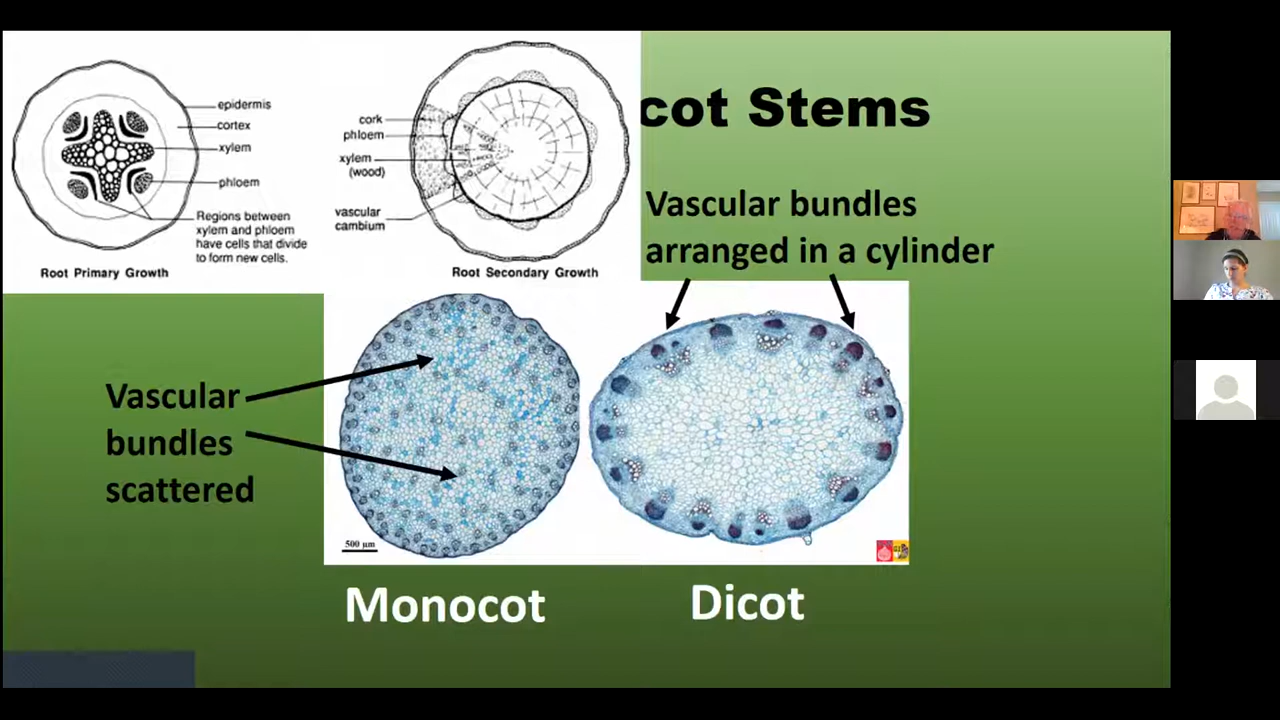 cot Stems
epidermis
cortex
xylem
phloem
Regions between
xylem and phloem
have cells that divide
to form new cells.
Root Primary Growth
cork
phloem
xylem
(wood)
vascular
cambium
Root Secondary Growth
Vascular bundles
arranged in a cylinder
Vascular
bundles
scattered
500 µm
Monocot
Dicot